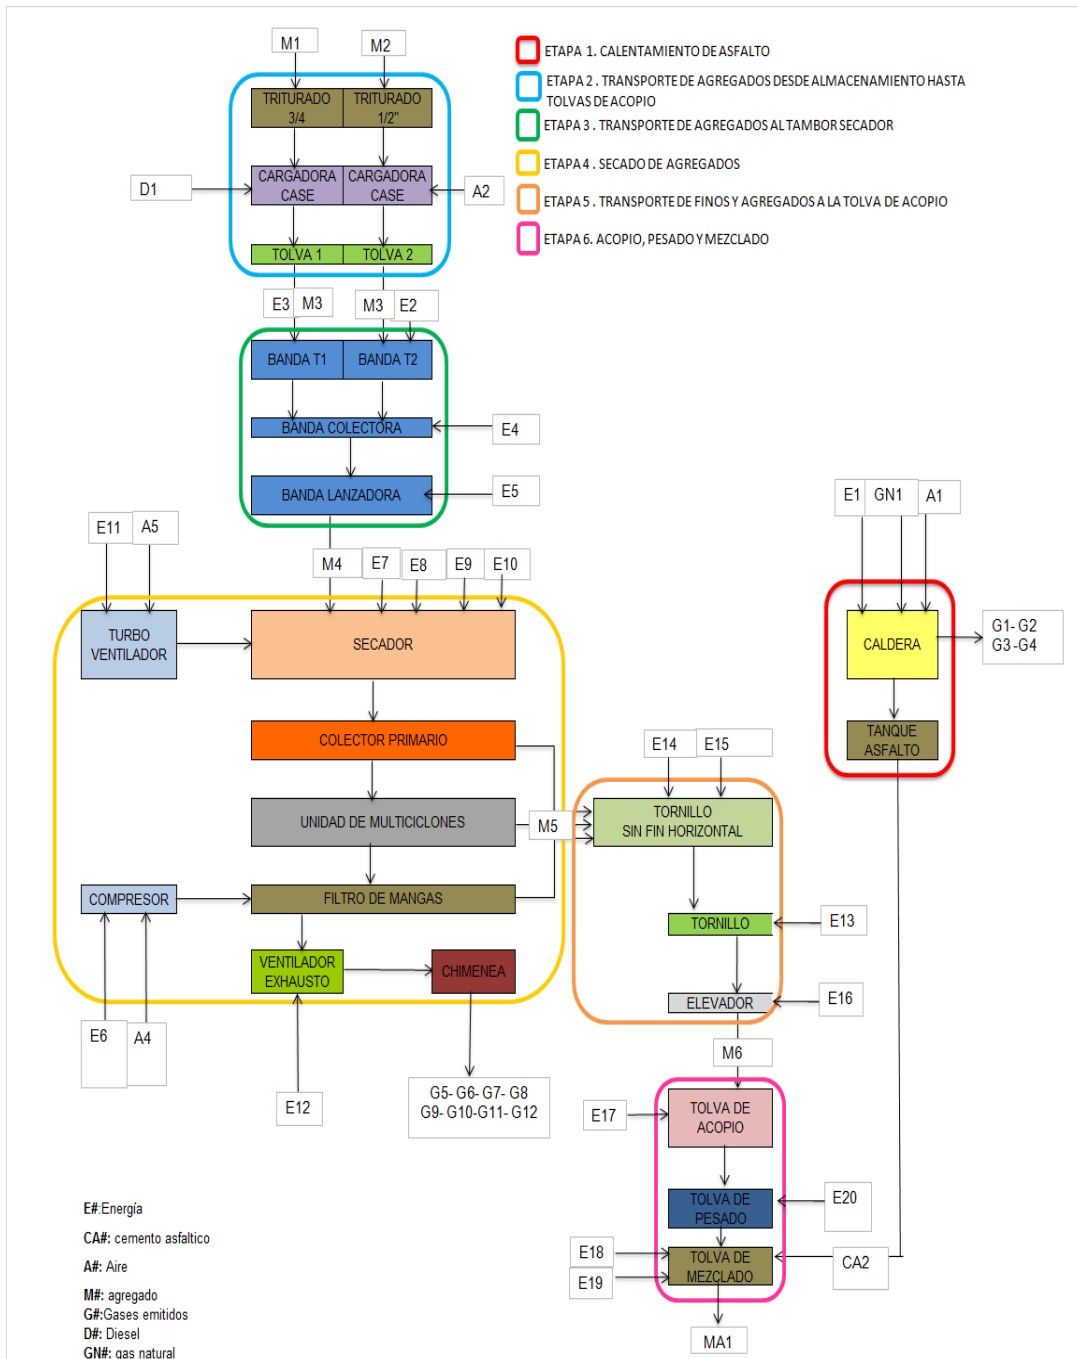 M1
M2
ETAPA 1. CALENTAMIENTO DE ASFALTO
ETAPA 2 . TRANSPORTE DE AGREGADOS DESDE ALMACENAMIENTO HASTA
TOLVAS DE ACOPIO
ETAPA 3 . TRANSPORTE DE AGREGADOS AL TAMBOR SECADOR
ETAPA 4 . SECADO DE AGREGADOS
ETAPA 5 . TRANSPORTE DE FINOS Y AGREGADOS A LA TOLVA DE ACOPIO
ETAPA 6. ACOPIO, PESADO Y MEZCLADO
TRITURADO
3/4
TRITURADO
1/2"
D1
CARGADORA
CASE
CARGADORA
CASE
A2
TOLVA 1
TOLVA 2
E3
M3
M3
E2
BANDA T1
BANDA T2
BANDA COLECTORA
E4
BANDA LANZADORA
E5
E1
GN1
A1
E11
A5
M4
E7
E8
E9
E10
TURBO
VENTILADOR
SECADOR
CALDERA
G1- G2
G3 -G4
COLECTOR PRIMARIO
TANQUE
ASFALTO
E14
E15
UNIDAD DE MULTICICLONES
M5
TORNILLO
SIN FIN HORIZONTAL
COMPRESOR
FILTRO DE MANGAS
TORNILLO
E13
VENTILADOR
EXHAUSTO
CHIMENEA
ELEVADOR
E16
E6
A4
E12
M6
G5- G6- G7- G8
G9- G10-G11- G12
E17
TOLVA DE
ACOPIO
TOLVA DE
PESADO
E20
E18
E19
TOLVA DE
MEZCLADO
CA2
MA1
E#:Energía
CA#: cemento asfaltico
A#: Aire
M#: agregado
G#:Gases emitidos
D#: Diesel
GN#: gas natural